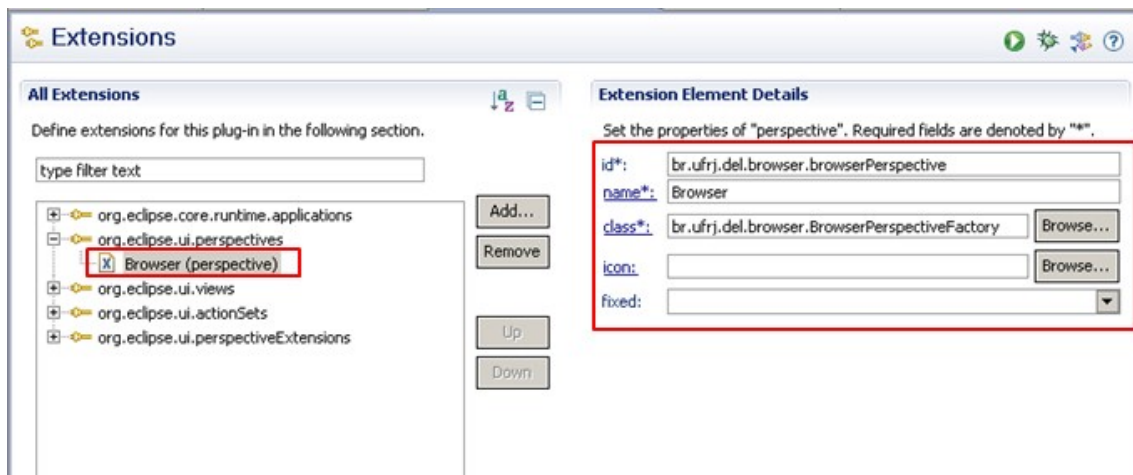 Extensions
All Extensions
Define extensions for this plug-in in the following section.
type filter text
org.eclipse.core.runtime.applications
org.eclipse.ui.perspectives
Browser (perspective)
org.eclipse.ui.views
org.eclipse.ui.actionSets
org.eclipse.ui.perspectiveExtensions
Add...
Remove
Up
Down
Extension Element Details
Set the properties of "perspective". Required fields are denoted by "*".
id*: br.ufrj.del.browser.browserPerspective
name*: Browser
class*: br.ufrj.del.browser.BrowserPerspectiveFactory Browse...
icon: Browse...
fixed: